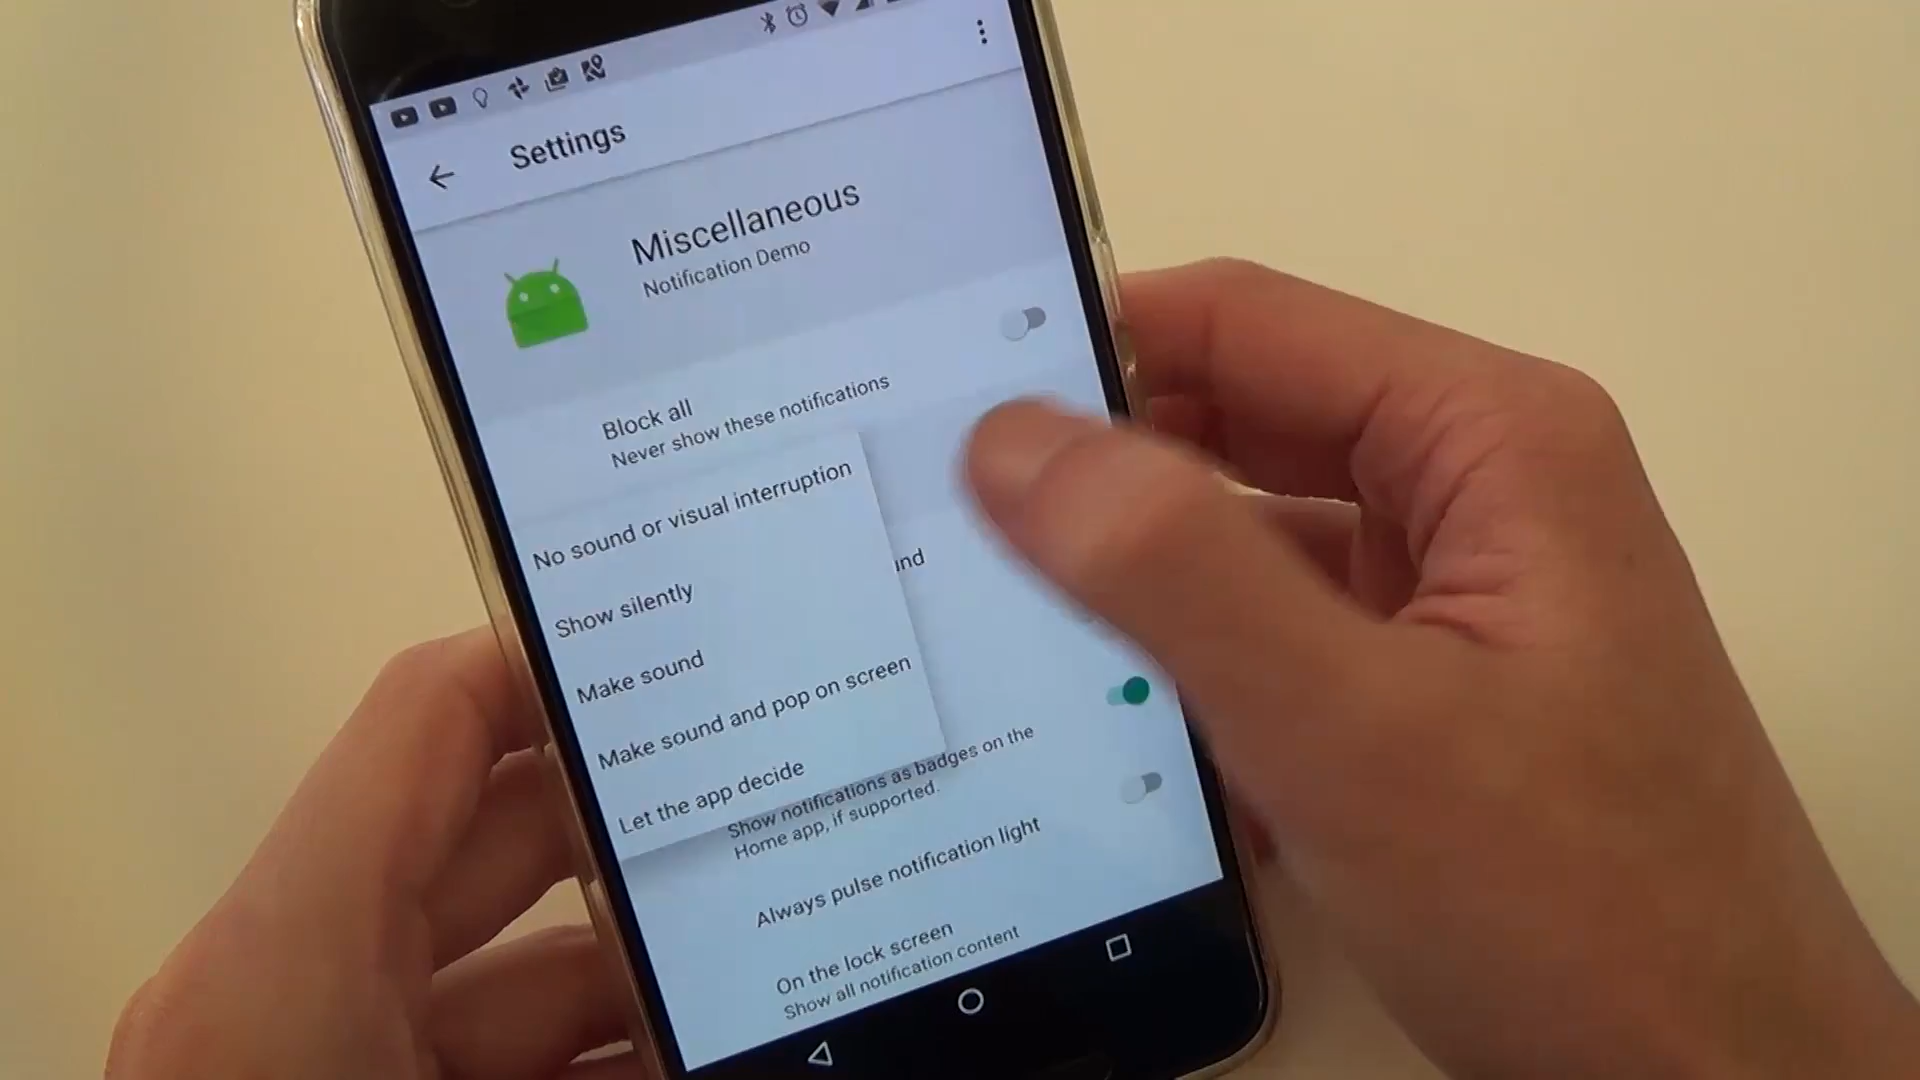 Settings
Miscellaneous
Notification Demo
Block all
Never show these notifications
No sound or visual interruption
Show silently
Make sound
Make sound and pop on screen
Let the app decide
Show notifications as badges on the
Home app, if supported.
Always pulse notification light
On the lock screen
Show all notification content